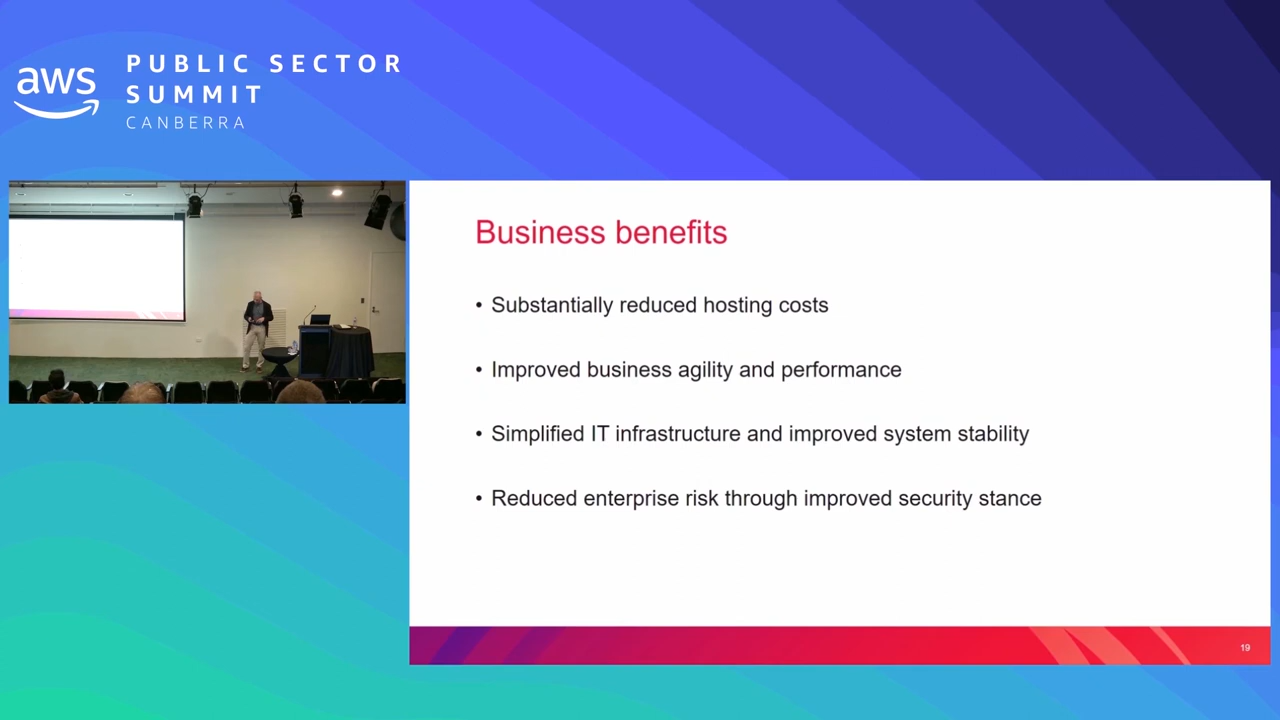 aws
PUBLIC SECTOR
SUMMIT
CANBERRA
Business benefits
• Substantially reduced hosting costs
• Improved business agility and performance
• Simplified IT infrastructure and improved system stability
• Reduced enterprise risk through improved security stance
19